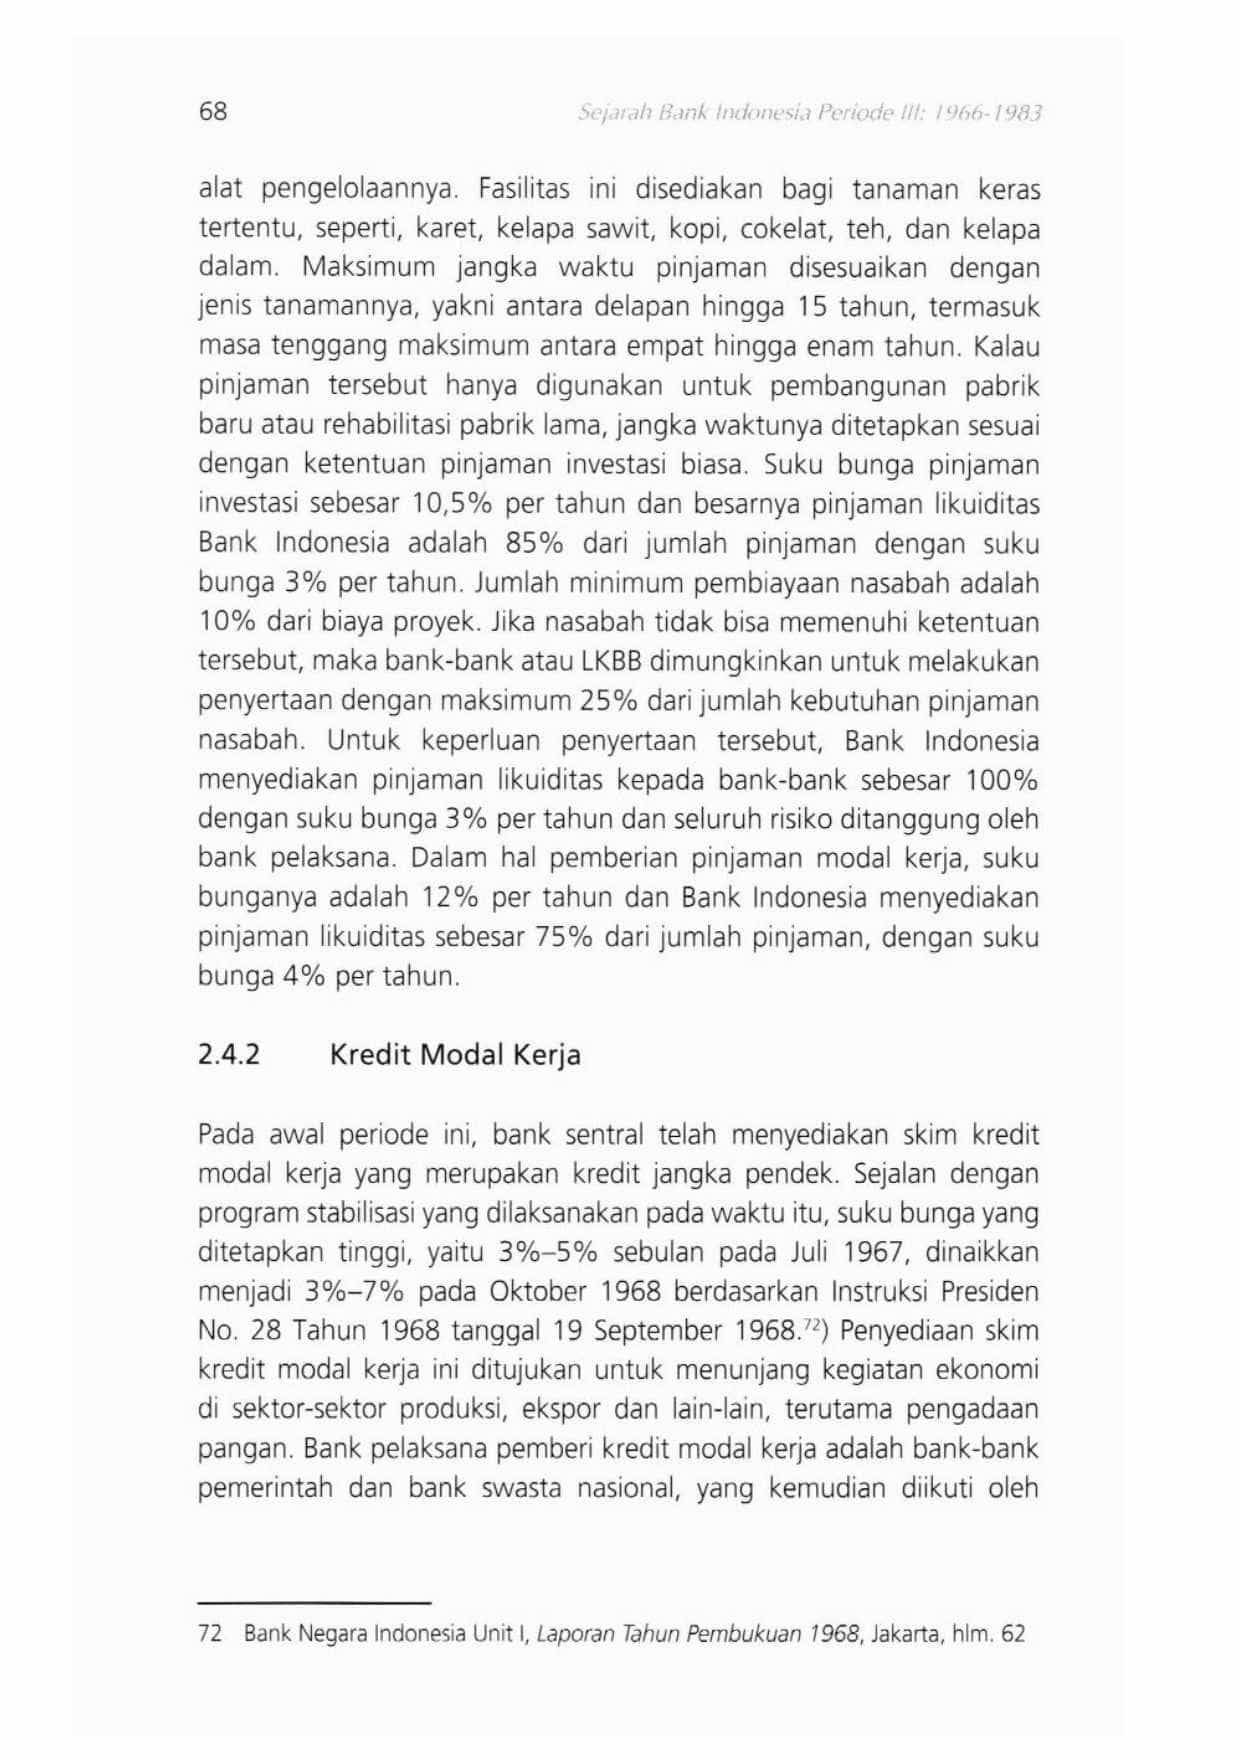 68
Sejarah Bank Indonesia Periode III: 1966-1983
alat pengelolaannya. Fasilitas ini disediakan bagi tanaman keras
tertentu, seperti, karet, kelapa sawit, kopi, cokelat, teh, dan kelapa
dalam. Maksimum jangka waktu pinjaman disesuaikan dengan
jenis tanamannya, yakni antara delapan hingga 15 tahun, termasuk
masa tenggang maksimum antara empat hingga enam tahun. Kalau
pinjaman tersebut hanya digunakan untuk pembangunan pabrik
baru atau rehabilitasi pabrik lama, jangka waktunya ditetapkan sesuai
dengan ketentuan pinjaman investasi biasa. Suku bunga pinjaman
investasi sebesar 10,5% per tahun dan besarnya pinjaman likuiditas
Bank Indonesia adalah 85% dari jumlah pinjaman dengan suku
bunga 3% per tahun. Jumlah minimum pembiayaan nasabah adalah
10% dari biaya proyek. Jika nasabah tidak bisa memenuhi ketentuan
tersebut, maka bank-bank atau LKBB dimungkinkan untuk melakukan
penyertaan dengan maksimum 25% dari jumlah kebutuhan pinjaman
nasabah. Untuk keperluan penyertaan tersebut, Bank Indonesia
menyediakan pinjaman likuiditas kepada bank-bank sebesar 100%
dengan suku bunga 3% per tahun dan seluruh risiko ditanggung oleh
bank pelaksana. Dalam hal pemberian pinjaman modal kerja, suku
bunganya adalah 12% per tahun dan Bank Indonesia menyediakan
pinjaman likuiditas sebesar 75% dari jumlah pinjaman, dengan suku
bunga 4% per tahun.
2.4.2 Kredit Modal Kerja
Pada awal periode ini, bank sentral telah menyediakan skim kredit
modal kerja yang merupakan kredit jangka pendek. Sejalan dengan
program stabilisasi yang dilaksanakan pada waktu itu, suku bunga yang
ditetapkan tinggi, yaitu 3%–5% sebulan pada Juli 1967, dinaikkan
menjadi 3%–7% pada Oktober 1968 berdasarkan Instruksi Presiden
No. 28 Tahun 1968 tanggal 19 September 1968.⁷²) Penyediaan skim
kredit modal kerja ini ditujukan untuk menunjang kegiatan ekonomi
di sektor-sektor produksi, ekspor dan lain-lain, terutama pengadaan
pangan. Bank pelaksana pemberi kredit modal kerja adalah bank-bank
pemerintah dan bank swasta nasional, yang kemudian diikuti oleh
72 Bank Negara Indonesia Unit I, Laporan Tahun Pembukuan 1968, Jakarta, hlm. 62